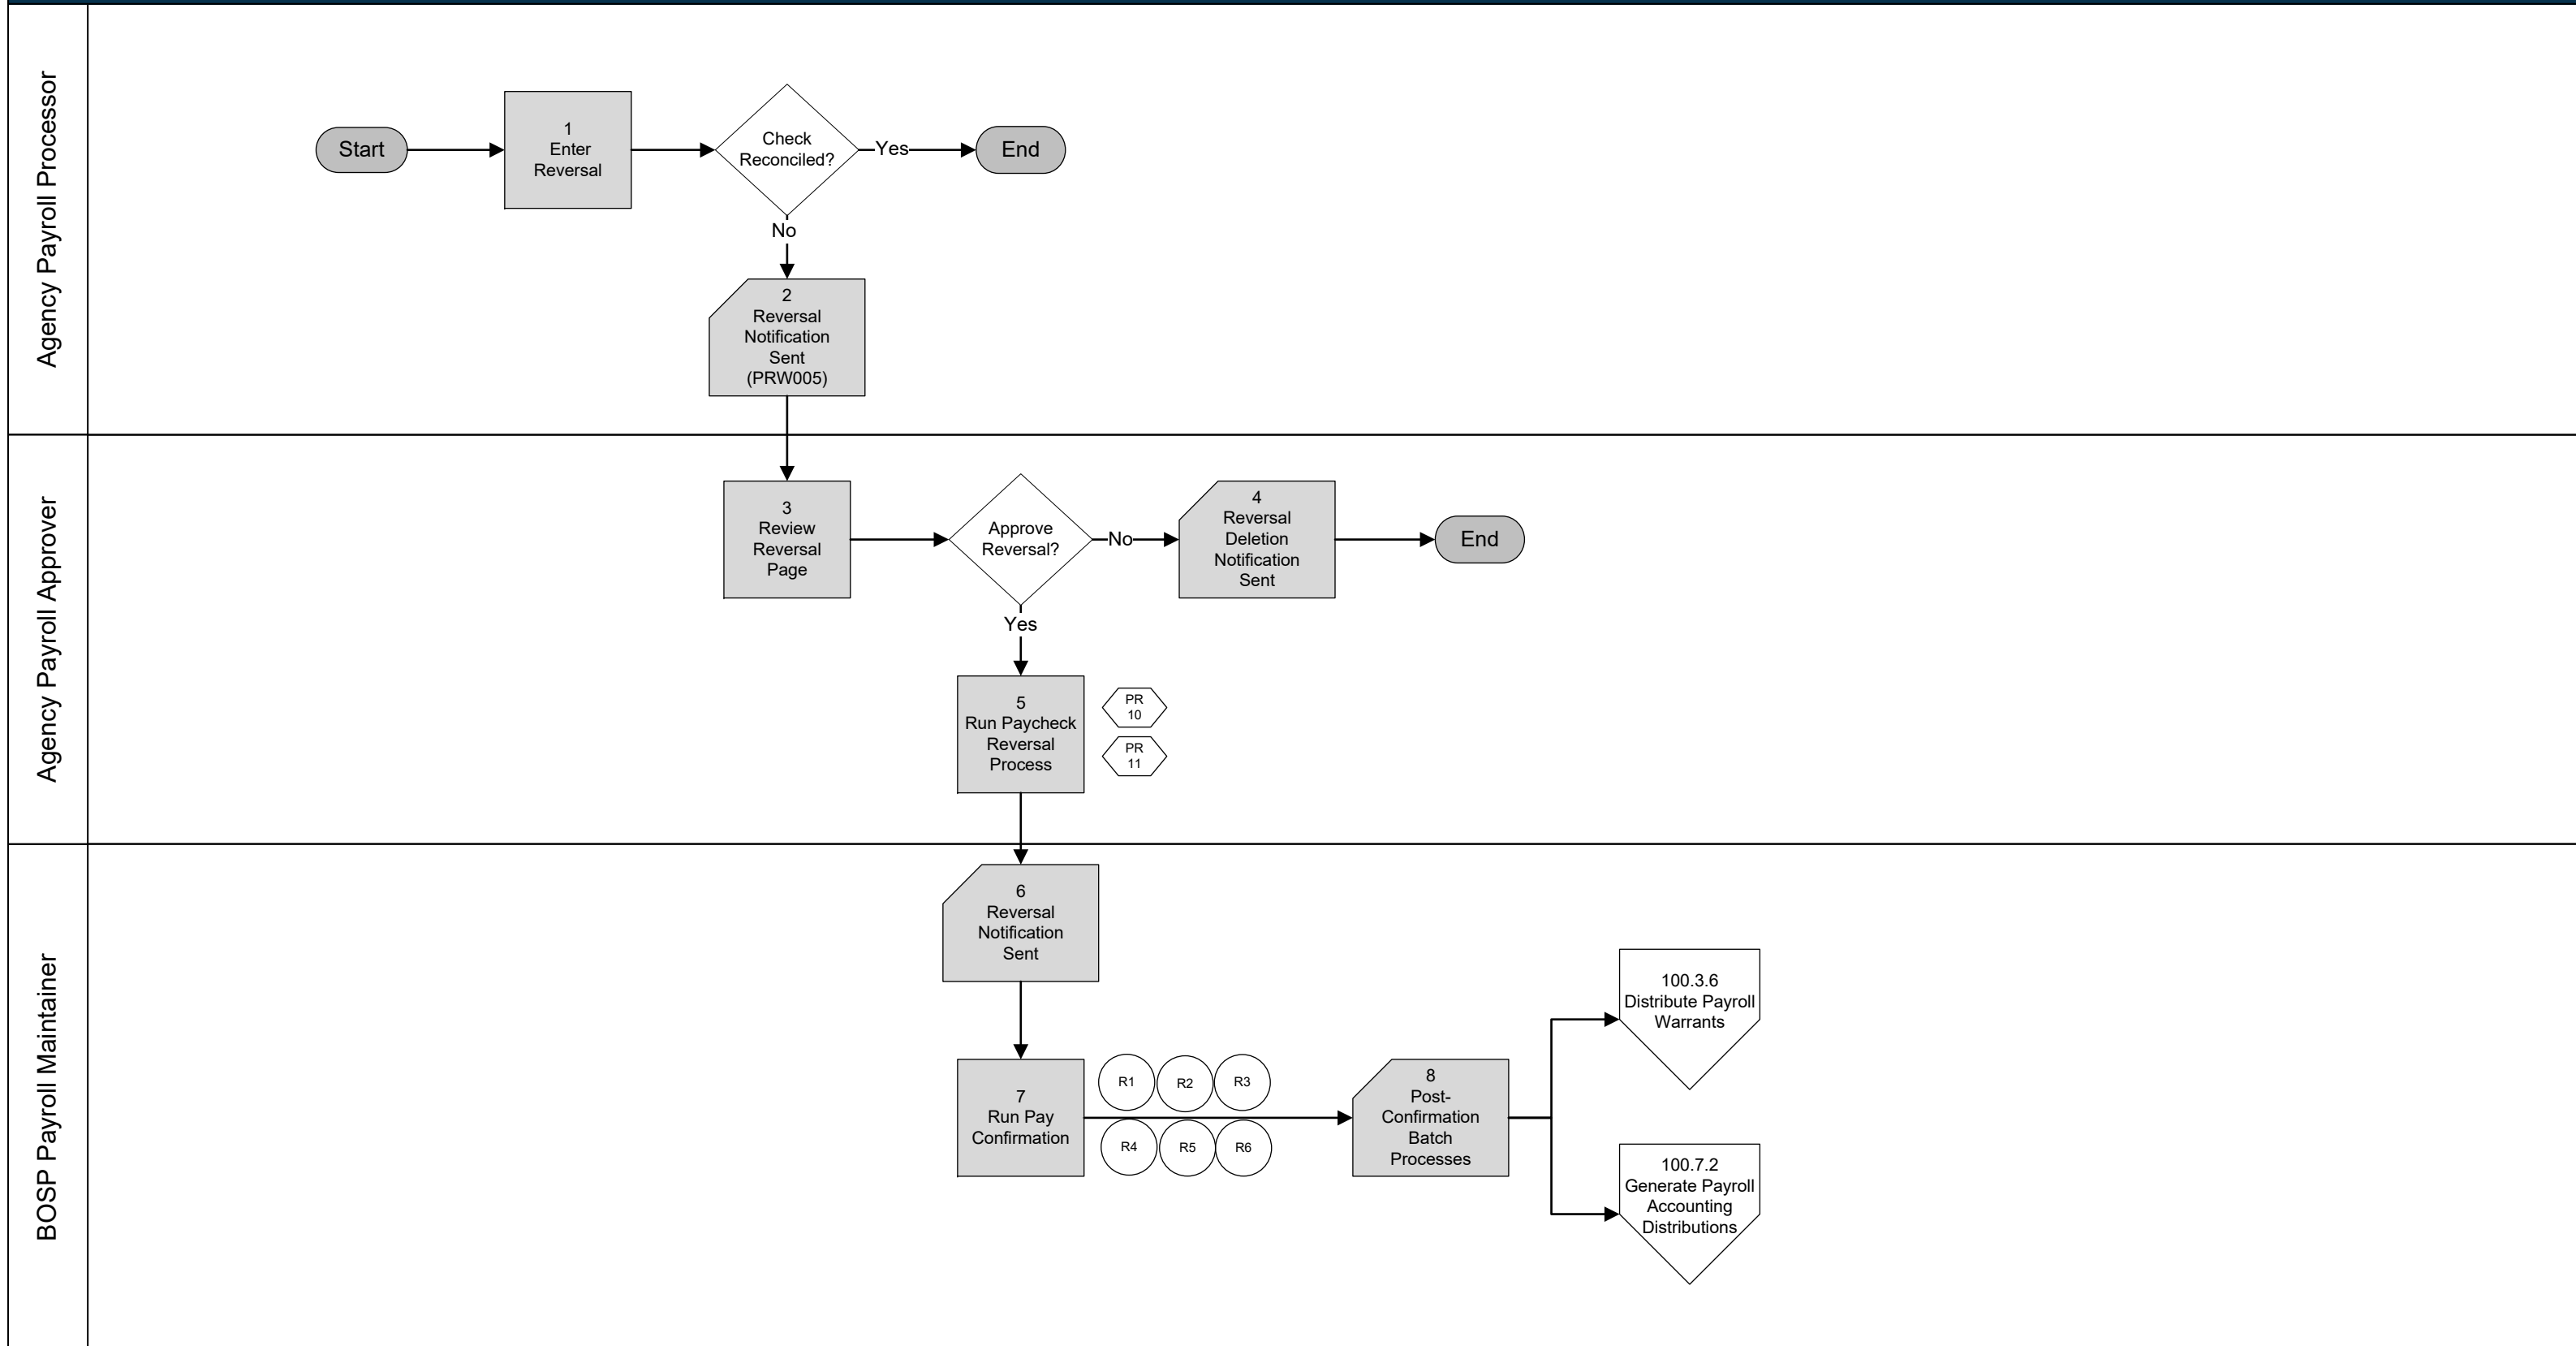 Agency Payroll Processor
Start
1
Enter
Reversal
Check
Reconciled?
Yes
End
No
2
Reversal
Notification
Sent
(PRW005)
Agency Payroll Approver
3
Review
Reversal
Page
Approve
Reversal?
No
4
Reversal
Deletion
Notification
Sent
End
Yes
5
Run Paycheck
Reversal
Process
PR
10
PR
11
BOSP Payroll Maintainer
6
Reversal
Notification
Sent
7
Run Pay
Confirmation
R1
R2
R3
R4
R5
R6
8
Post-
Confirmation
Batch
Processes
100.3.6
Distribute Payroll
Warrants
100.7.2
Generate Payroll
Accounting
Distributions